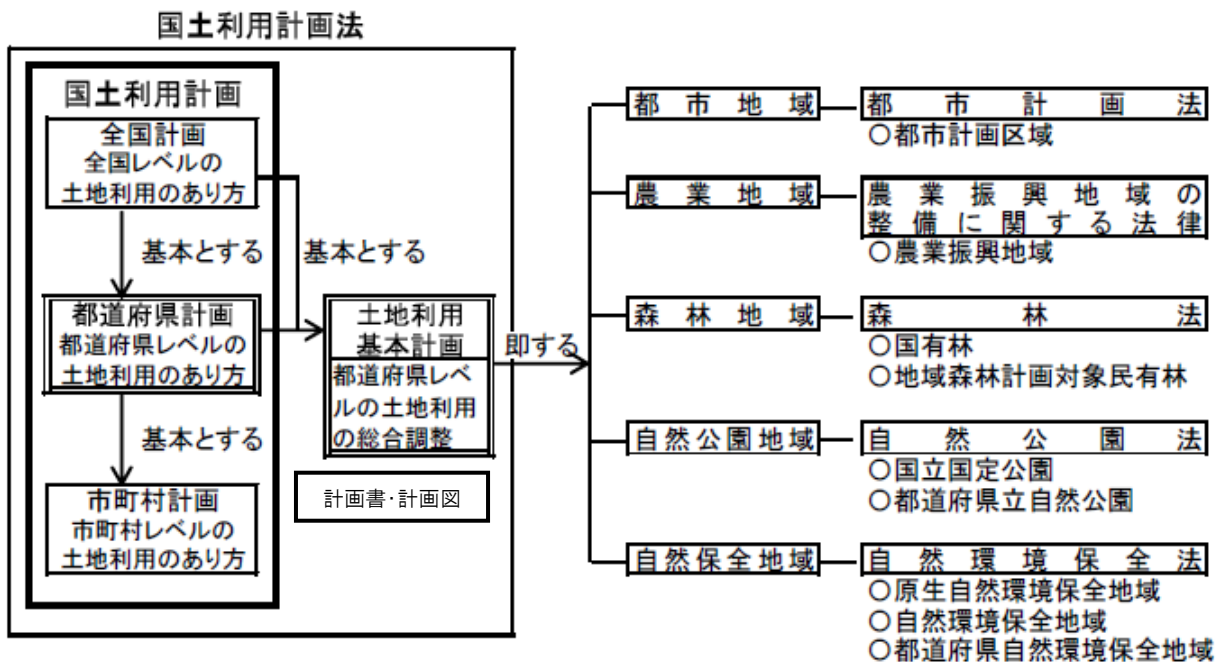 国土利用計画法
国土利用計画
全国計画
全国レベルの
土地利用のあり方
基本とする
基本とする
都道府県計画
都道府県レベルの
土地利用のあり方
基本とする
市町村計画
市町村レベルの
土地利用のあり方
土地利用
基本計画
都道府県レベ
ルの土地利用
の総合調整
計画書・計画図
即する
都市地域
都市計画法
〇都市計画区域
農業地域
農業振興地域の
整備に関する法律
〇農業振興地域
森林地域
森林法
〇国有林
〇地域森林計画対象民有林
自然公園地域
自然公園法
〇国立国定公園
〇都道府県立自然公園
自然保全地域
自然環境保全法
〇原生自然環境保全地域
〇自然環境保全地域
〇都道府県自然環境保全地域